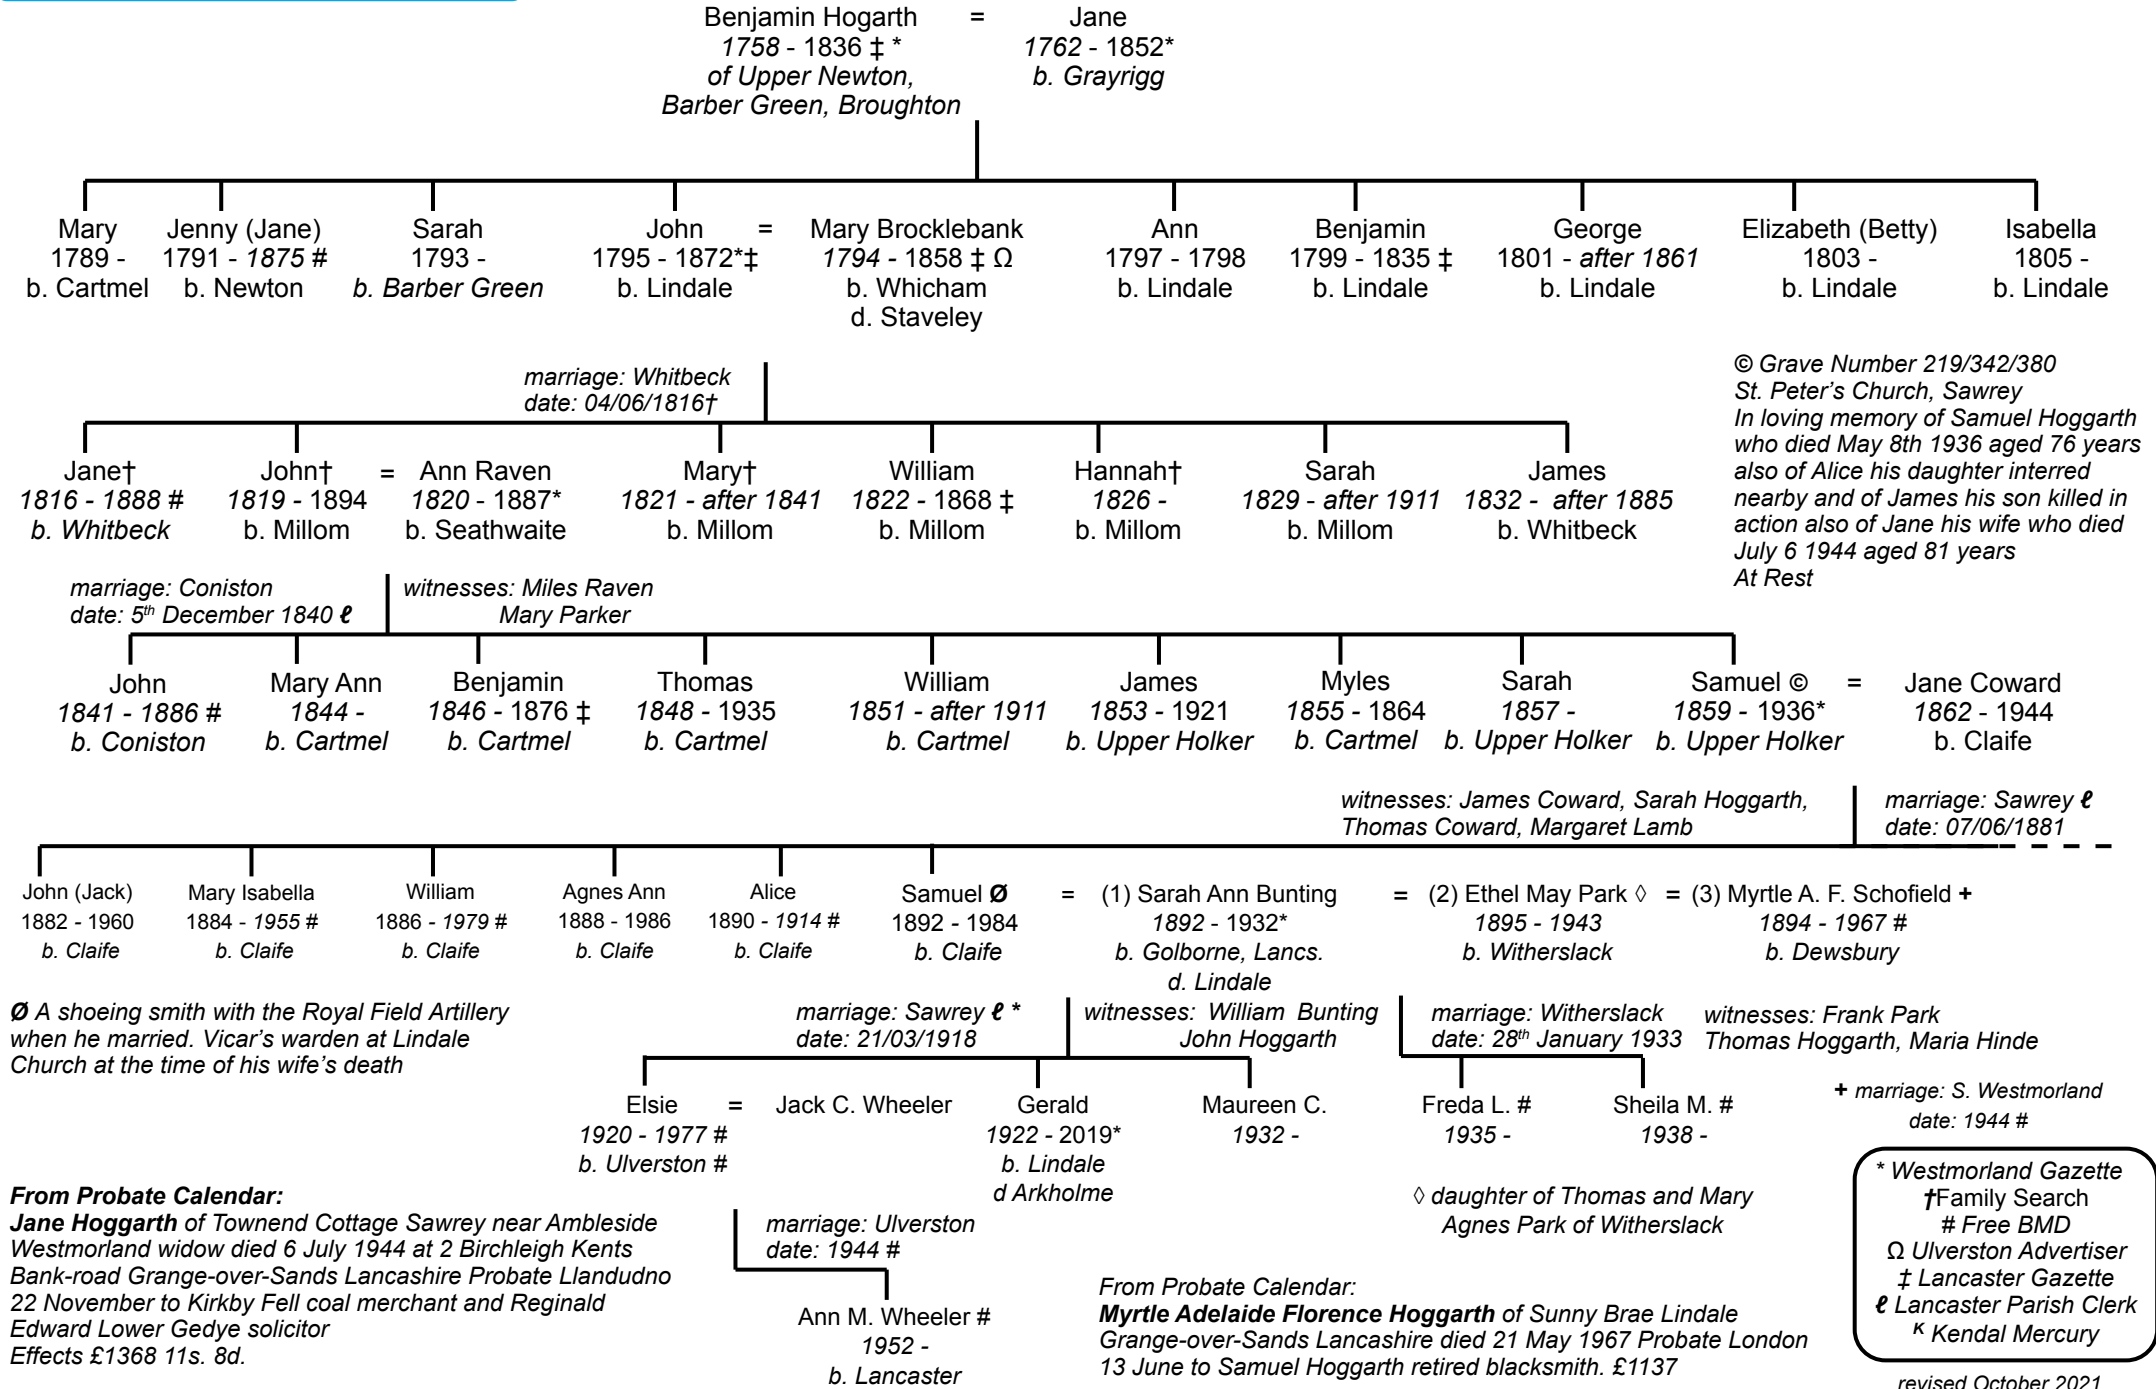 Benjamin Hogarth = Jane
1758 - 1836 ‡ * 1762 - 1852*
of Upper Newton, b. Grayrigg
Barber Green, Broughton
Mary Jenny (Jane) Sarah John = Mary Brocklebank Ann Benjamin George Elizabeth (Betty) Isabella
1789 - 1791 - 1875 # 1793 - 1795 - 1872*‡ 1794 - 1858 ‡ Ω 1797 - 1798 1799 - 1835 ‡ 1801 - after 1861 1803 - 1805 -
b. Cartmel b. Newton b. Barber Green b. Lindale b. Whicham b. Lindale b. Lindale b. Lindale b. Lindale b. Lindale
d. Staveley
marriage: Whitbeck
date: 04/06/1816†
© Grave Number 219/342/380
St. Peter's Church, Sawrey
In loving memory of Samuel Hoggarth
who died May 8th 1936 aged 76 years
also of Alice his daughter interred
nearby and of James his son killed in
action also of Jane his wife who died
July 6 1944 aged 81 years
At Rest
Jane† John† = Ann Raven Mary† William Hannah† Sarah James
1816 - 1888 # 1819 - 1894 1820 - 1887* 1821 - after 1841 1822 - 1868 ‡ 1826 - 1829 - after 1911 1832 - after 1885
b. Whitbeck b. Millom b. Seathwaite b. Millom b. Millom b. Millom b. Millom b. Whitbeck
marriage: Coniston witnesses: Miles Raven
date: 5th December 1840 ℓ Mary Parker
John Mary Ann Benjamin Thomas William James Myles Sarah Samuel © = Jane Coward
1841 - 1886 # 1844 - 1846 - 1876 ‡ 1848 - 1935 1851 - after 1911 1853 - 1921 1855 - 1864 1857 - 1859 - 1936* 1862 - 1944
b. Coniston b. Cartmel b. Cartmel b. Cartmel b. Cartmel b. Upper Holker b. Cartmel b. Upper Holker b. Upper Holker b. Claife
witnesses: James Coward, Sarah Hoggarth, marriage: Sawrey ℓ
Thomas Coward, Margaret Lamb date: 07/06/1881
John (Jack) Mary Isabella William Agnes Ann Alice Samuel Ø = (1) Sarah Ann Bunting = (2) Ethel May Park ◊ = (3) Myrtle A. F. Schofield +
1882 - 1960 1884 - 1955 # 1886 - 1979 # 1888 - 1986 1890 - 1914 # 1892 - 1984 1892 - 1932* 1895 - 1943 1894 - 1967 #
b. Claife b. Claife b. Claife b. Claife b. Claife b. Claife b. Golborne, Lancs. b. Witherslack b. Dewsbury
d. Lindale
Ø A shoeing smith with the Royal Field Artillery
when he married. Vicar's warden at Lindale
Church at the time of his wife's death
marriage: Sawrey ℓ * witnesses: William Bunting
date: 21/03/1918 John Hoggarth
marriage: Witherslack witnesses: Frank Park
date: 28th January 1933 Thomas Hoggarth, Maria Hinde
Elsie = Jack C. Wheeler Gerald Maureen C. Freda L. # Sheila M. #
1920 - 1977 # 1922 - 2019* 1932 - 1935 - 1938 -
b. Ulverston # b. Lindale
d Arkholme
+ marriage: S. Westmorland
date: 1944 #
From Probate Calendar:
Jane Hoggarth of Townend Cottage Sawrey near Ambleside
Westmorland widow died 6 July 1944 at 2 Birchleigh Kents
Bank-road Grange-over-Sands Lancashire Probate Llandudno
22 November to Kirkby Fell coal merchant and Reginald
Edward Lower Gedye solicitor
Effects £1368 11s. 8d.
marriage: Ulverston
date: 1944 #
Ann M. Wheeler #
1952 -
b. Lancaster
◊ daughter of Thomas and Mary
Agnes Park of Witherslack
From Probate Calendar:
Myrtle Adelaide Florence Hoggarth of Sunny Brae Lindale
Grange-over-Sands Lancashire died 21 May 1967 Probate London
13 June to Samuel Hoggarth retired blacksmith. £1137
* Westmorland Gazette
†Family Search
# Free BMD
Ω Ulverston Advertiser
‡ Lancaster Gazette
ℓ Lancaster Parish Clerk
K Kendal Mercury
revised October 2021